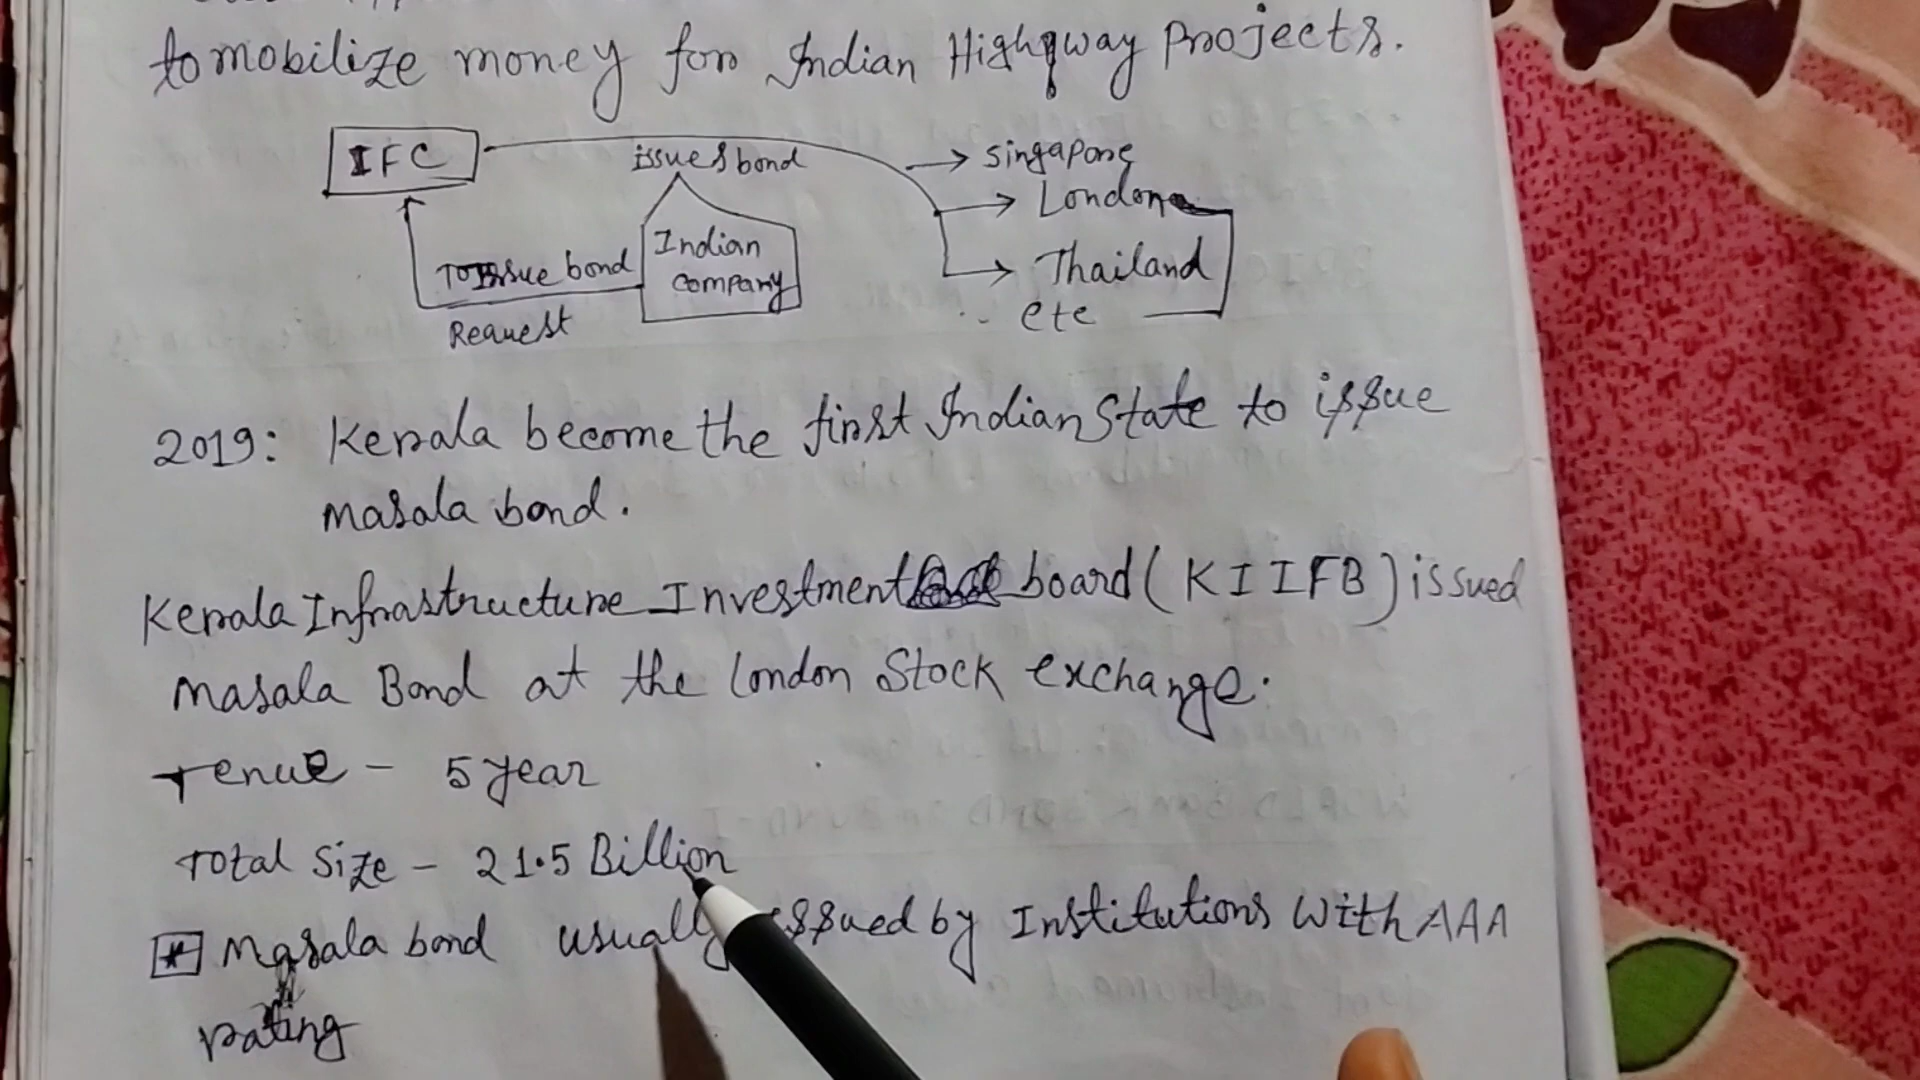 to mobilize money for Indian Highway Projects.
IFC
issues bond
Singapore
London
Indian
company
To issue bond
Request
Thailand
etc
2019: Kerala become the first Indian State to issue
masala bond.
Kerala Infrastructure Investment board (KIIFB) issued
masala Bond at the London Stock exchange.
Tenue - 5 year
Total Size - 21.5 Billion
* Masala bond usually issued by Institutions With AAA
rating